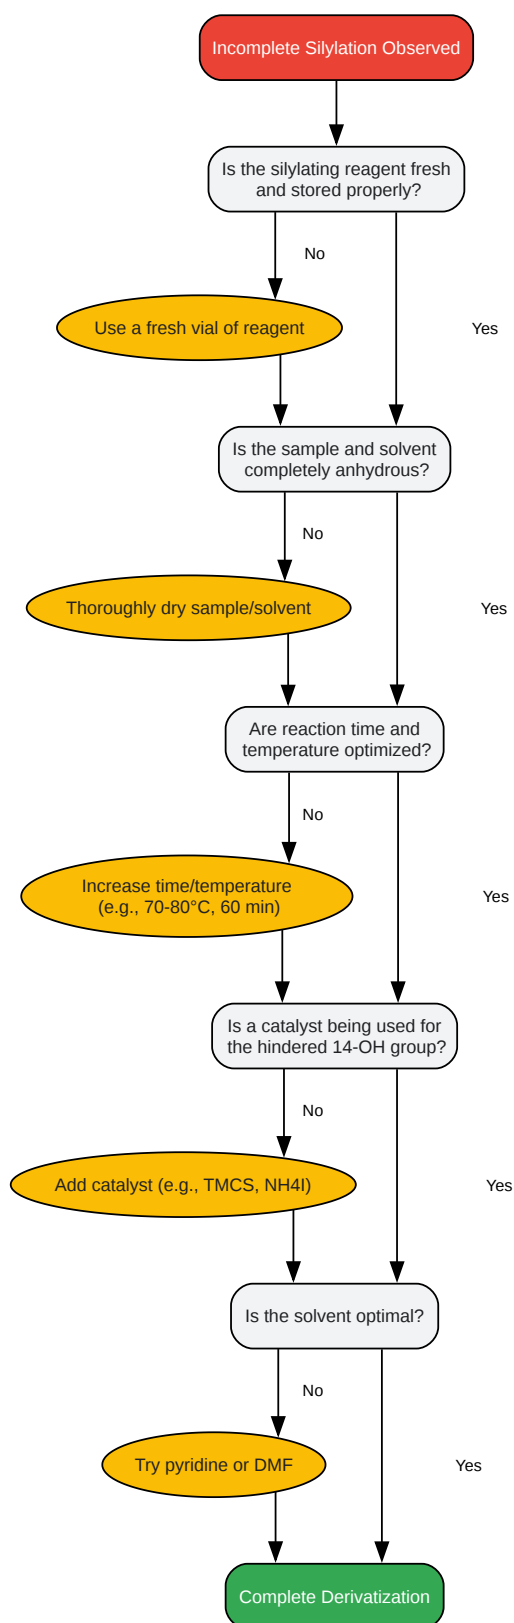 Incomplete Silylation Observed
Is the silylating reagent fresh
and stored properly?
No
Use a fresh vial of reagent
Yes
Is the sample and solvent
completely anhydrous?
No
Thoroughly dry sample/solvent
Yes
Are reaction time and
temperature optimized?
No
Increase time/temperature
(e.g., 70-80°C, 60 min)
Yes
Is a catalyst being used for
the hindered 14-OH group?
No
Add catalyst (e.g., TMCS, NH4I)
Yes
Is the solvent optimal?
No
Try pyridine or DMF
Yes
Complete Derivatization